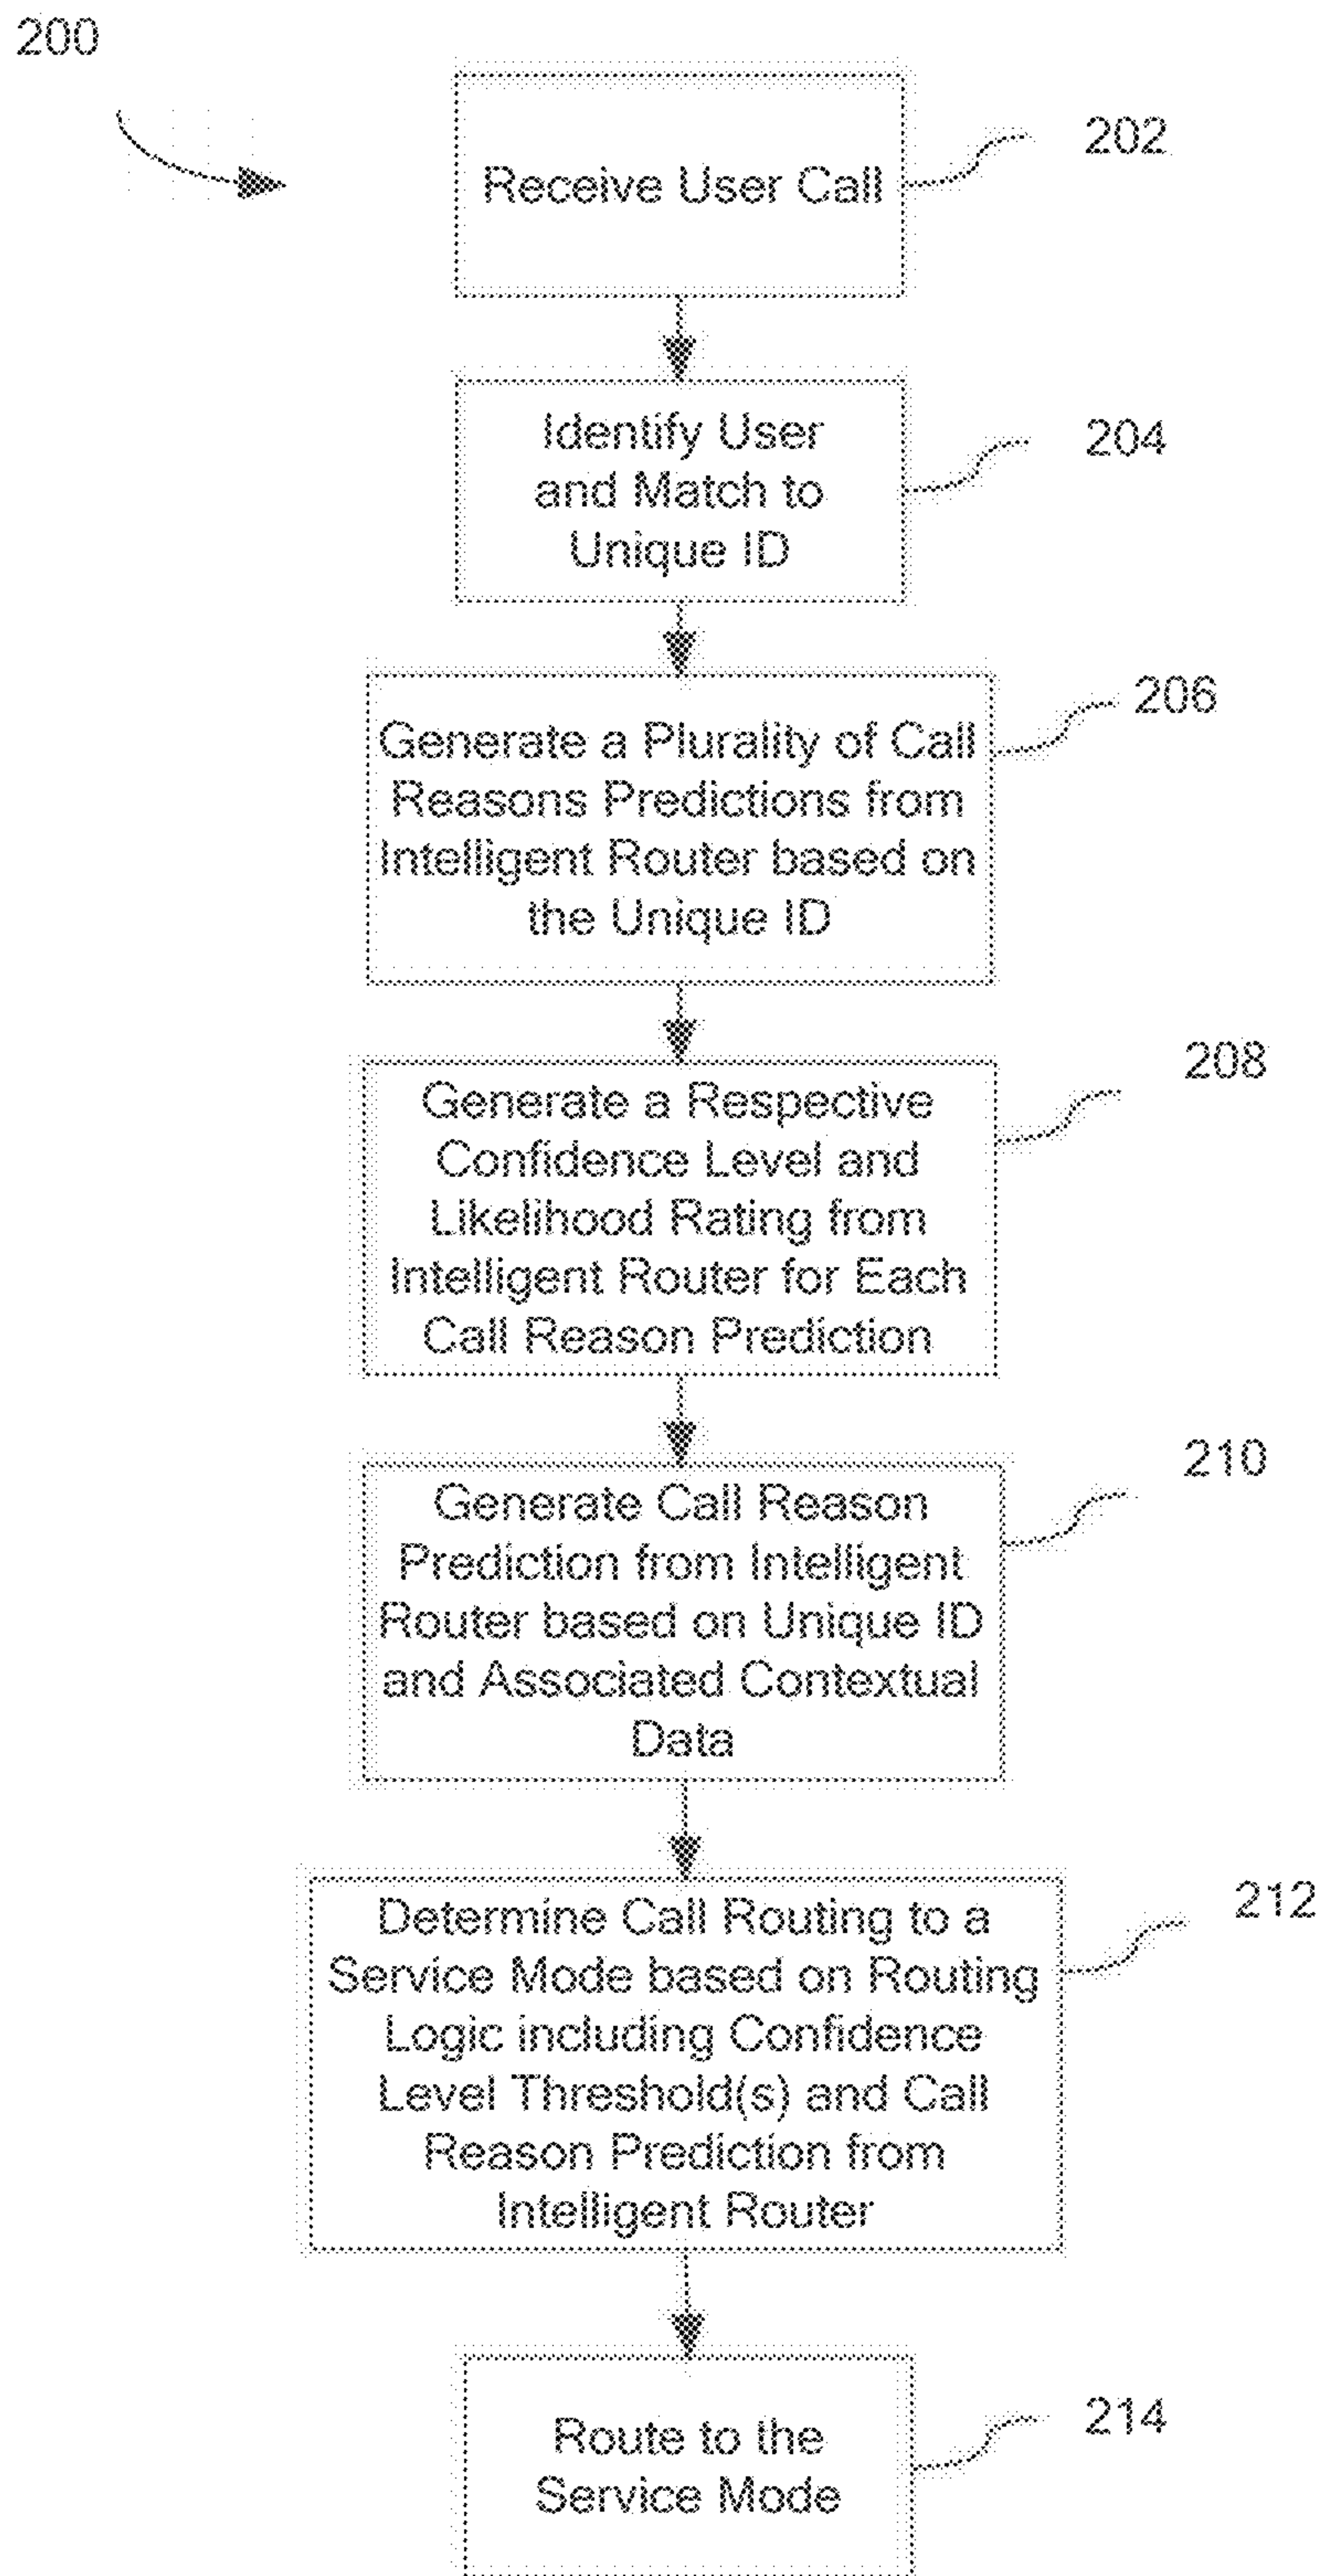 200
Receive User Call
202
Identify User
and Match to
Unique ID
204
Generate a Plurality of Call
Reasons Predictions from
Intelligent Router based on
the Unique ID
206
Generate a Respective
Confidence Level and
Likelihood Rating from
Intelligent Router for Each
Call Reason Prediction
208
Generate Call Reason
Prediction from Intelligent
Router based on Unique ID
and Associated Contextual
Data
210
Determine Call Routing to a
Service Mode based on Routing
Logic including Confidence
Level Threshold(s) and Call
Reason Prediction from
Intelligent Router
212
Route to the
Service Mode
214